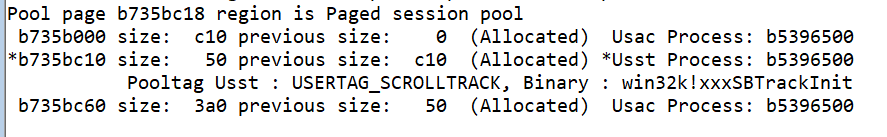 Pool page b735bc18 region is Paged session pool
b735b000 size: c10 previous size: 0 (Allocated) Usac Process: b5396500
*b735bc10 size: 50 previous size: c10 (Allocated) *Usst Process: b5396500
Pooltag Usst : USERTAG_SCROLLTRACK, Binary : win32k!xxxSBTrackInit
b735bc60 size: 3a0 previous size: 50 (Allocated) Usac Process: b5396500